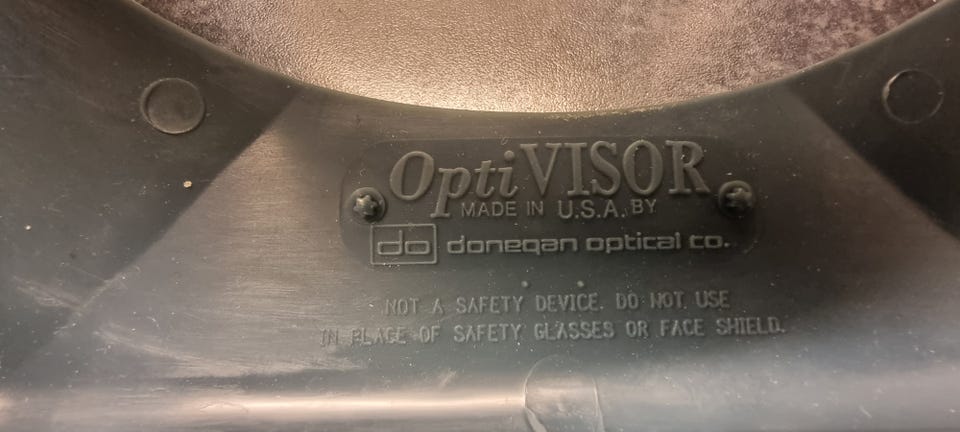 OptiVISOR
MADE IN U.S.A. BY
do donegan optical co.
NOT A SAFETY DEVICE. DO NOT USE
IN PLACE OF SAFETY GLASSES OR FACE SHIELD.